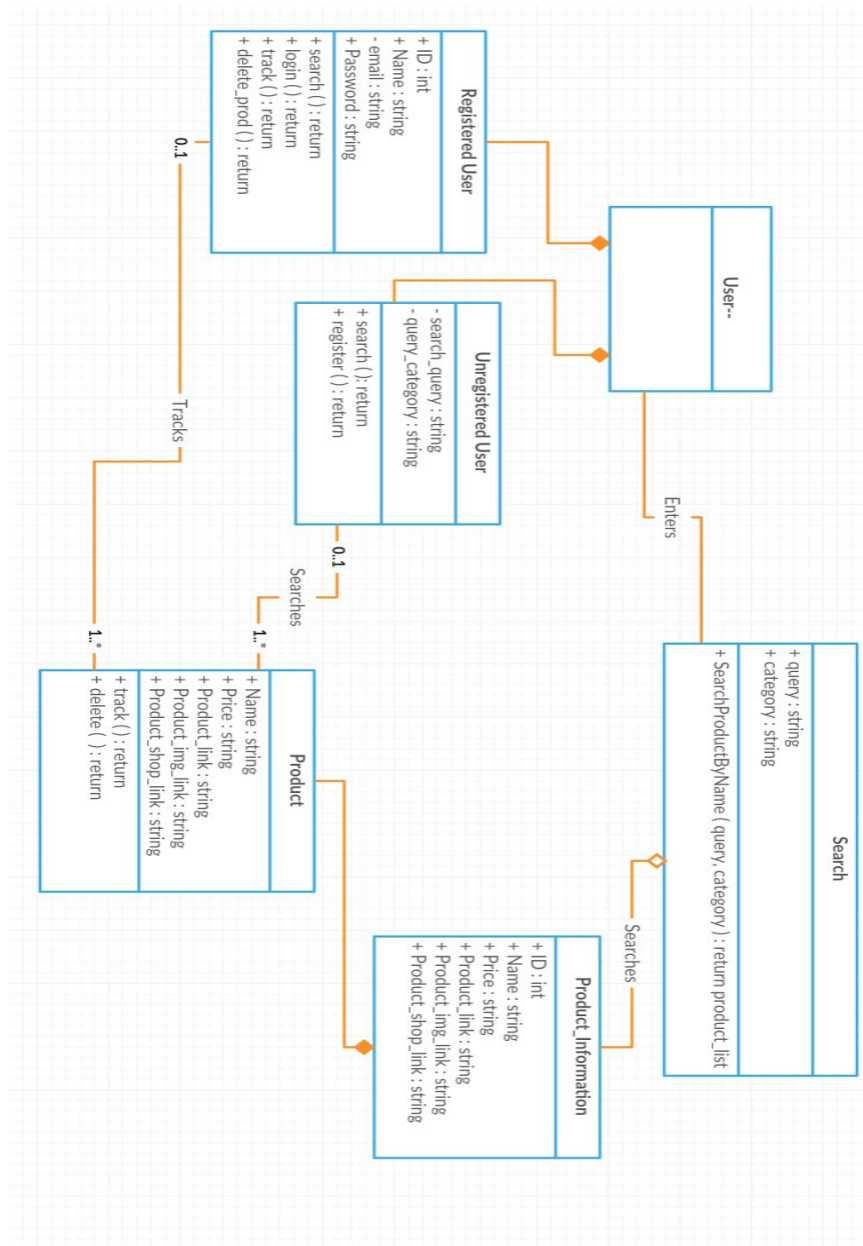 User--
Registered User
+ ID : int
+ Name : string
- email : string
+ Password : string
+ search ( ) : return
+ login ( ) : return
+ track ( ) : return
+ delete_prod ( ) : return
Unregistered User
- search_query : string
- query_category : string
+ search ( ): return
+ register ( ) : return
Enters
Search
+ query : string
+ category : string
+ SearchProductByName ( query, category ) : return product_list
0..1
Tracks
1..*
0..1
Searches
1..*
Product
+ Name : string
+ Price : string
+ Product_link : string
+ Product_img_link : string
+ Product_shop_link : string
+ track ( ) : return
+ delete ( ) : return
Searches
Product_Information
+ ID : int
+ Name : string
+ Price : string
+ Product_link : string
+ Product_img_link : string
+ Product_shop_link : string